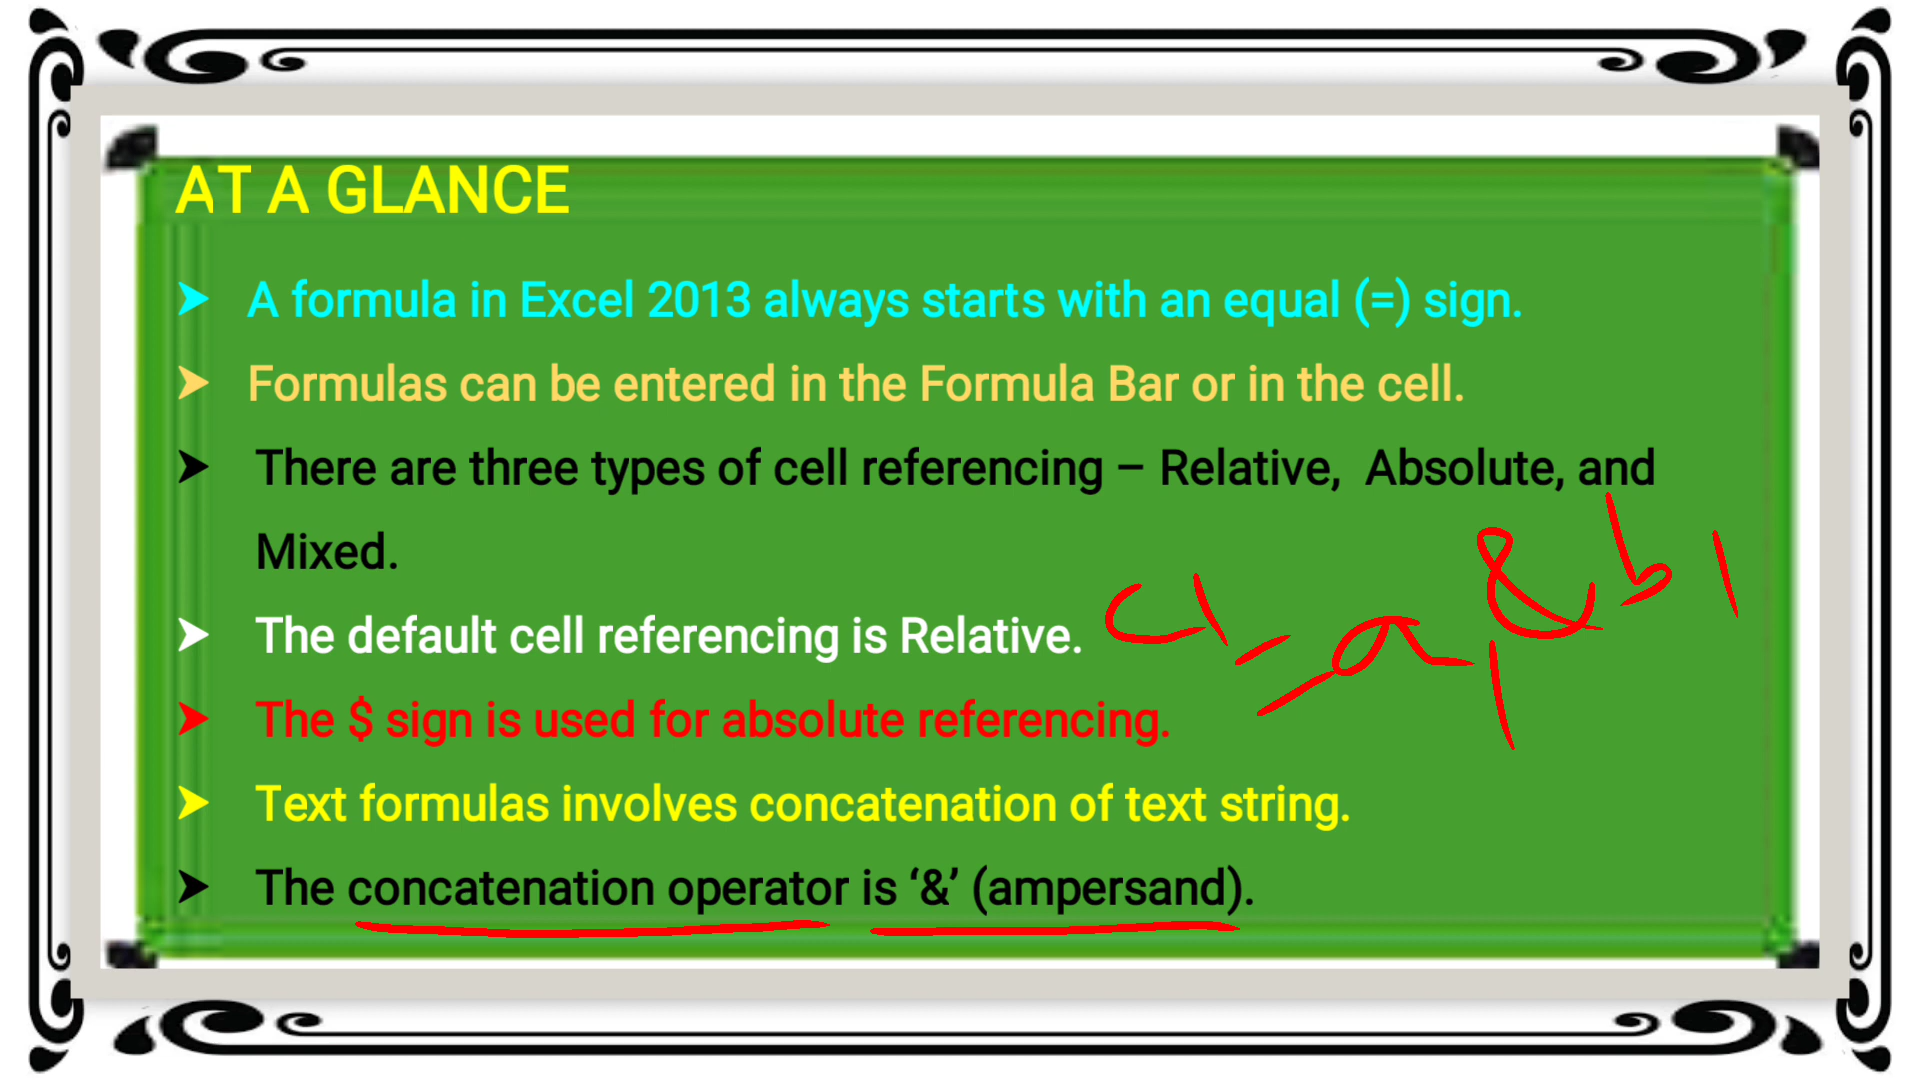 AT A GLANCE
➤ A formula in Excel 2013 always starts with an equal (=) sign.
➤ Formulas can be entered in the Formula Bar or in the cell.
➤ There are three types of cell referencing – Relative, Absolute, and
Mixed.
➤ The default cell referencing is Relative.
c1=a1&b1
➤ The $ sign is used for absolute referencing.
➤ Text formulas involves concatenation of text string.
➤ The concatenation operator is ‘&’ (ampersand).